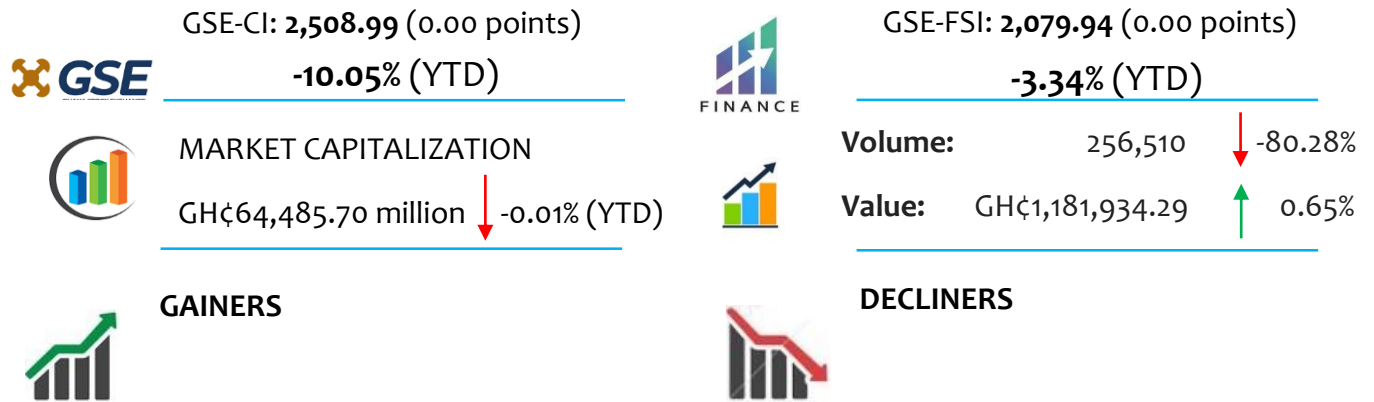 GSE-CI: 2,508.99 (0.00 points)
GSE
-10.05% (YTD)
MARKET CAPITALIZATION
GH¢64,485.70 million -0.01% (YTD)
GAINERS
GSE-FSI: 2,079.94 (0.00 points)
FINANCE
-3.34% (YTD)
Volume: 256,510 -80.28%
Value: GH¢1,181,934.29 0.65%
DECLINERS